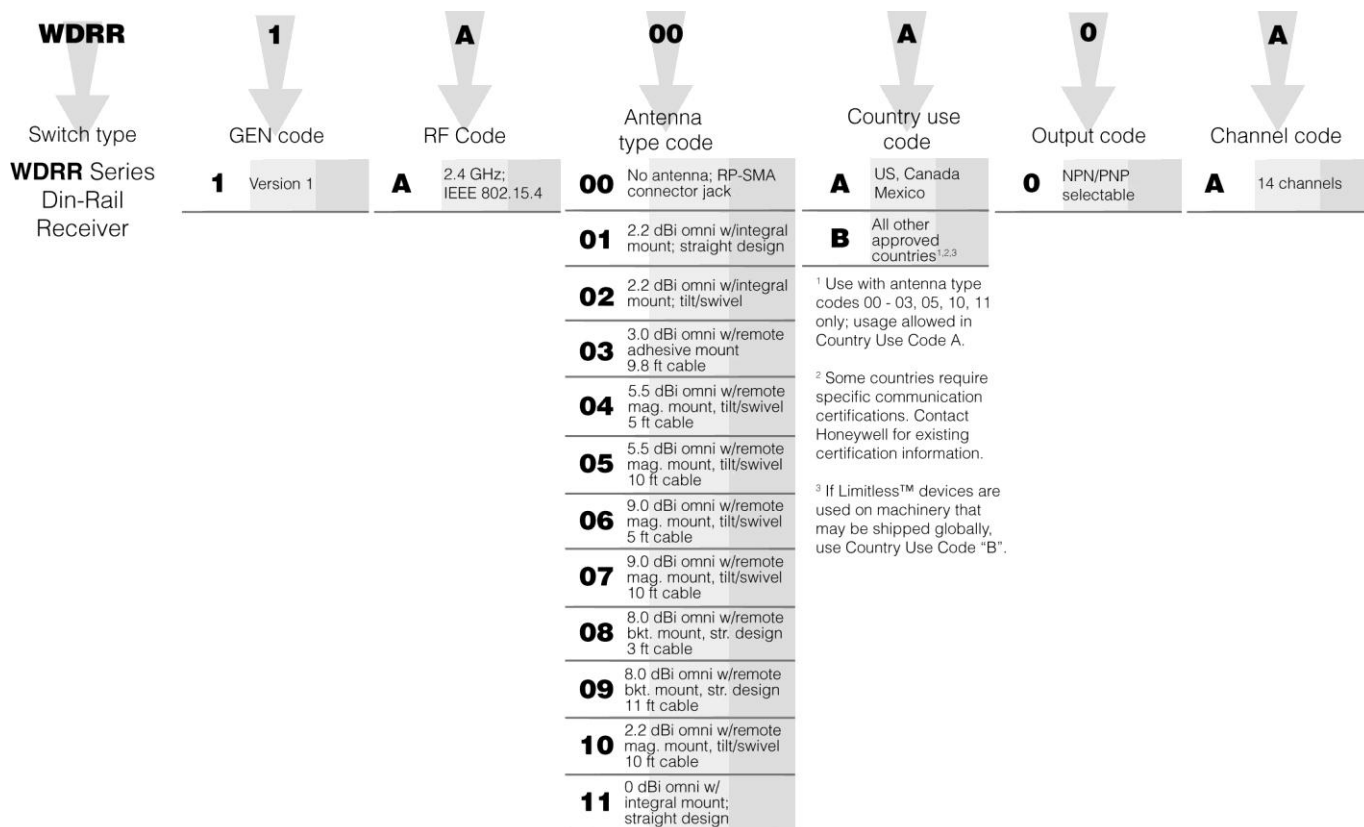 WDRR 1 A 00 A 0 A
Switch type
GEN code
RF Code
Antenna
type code
Country use
code
Output code
Channel code
WDRR Series
Din-Rail
Receiver
1 Version 1
A 2.4 GHz;
IEEE 802.15.4
00 No antenna; RP-SMA
connector jack
01 2.2 dBi omni w/integral
mount; straight design
02 2.2 dBi omni w/integral
mount; tilt/swivel
03 3.0 dBi omni w/remote
adhesive mount
9.8 ft cable
04 5.5 dBi omni w/remote
mag. mount, tilt/swivel
5 ft cable
05 5.5 dBi omni w/remote
mag. mount, tilt/swivel
10 ft cable
06 9.0 dBi omni w/remote
mag. mount, tilt/swivel
5 ft cable
07 9.0 dBi omni w/remote
mag. mount, tilt/swivel
10 ft cable
08 8.0 dBi omni w/remote
bkt. mount, str. design
3 ft cable
09 8.0 dBi omni w/remote
bkt. mount, str. design
11 ft cable
10 2.2 dBi omni w/remote
mag. mount, tilt/swivel
10 ft cable
11 0 dBi omni w/
integral mount;
straight design
A US, Canada
Mexico
B All other
approved
countries1,2,3
1 Use with antenna type
codes 00 - 03, 05, 10, 11
only; usage allowed in
Country Use Code A.
2 Some countries require
specific communication
certifications. Contact
Honeywell for existing
certification information.
3 If Limitless™ devices are
used on machinery that
may be shipped globally,
use Country Use Code “B”.
0 NPN/PNP
selectable
A 14 channels